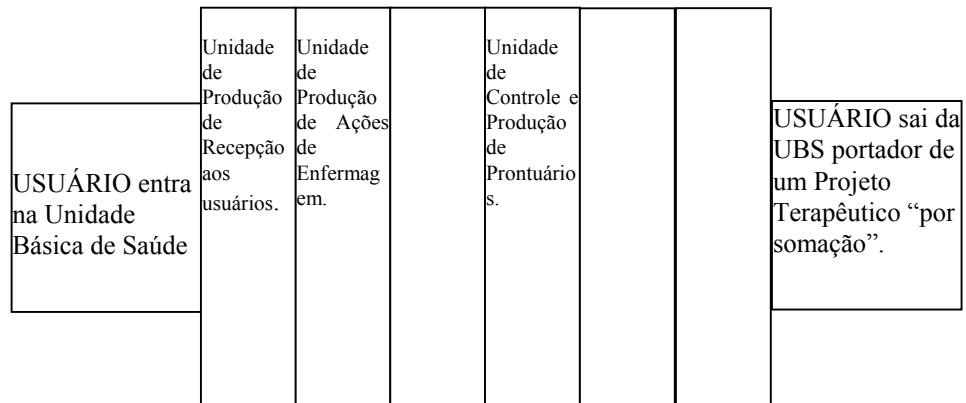 USUÁRIO entra
na Unidade
Básica de Saúde
Unidade
de
Produção
de
Recepção
aos
usuários.
Unidade
de
Produção
de Ações
de
Enfermag
em.
Unidade
de
Controle e
Produção
de
Prontuário
s.
USUÁRIO sai da
UBS portador de
um Projeto
Terapêutico “por
somação”.